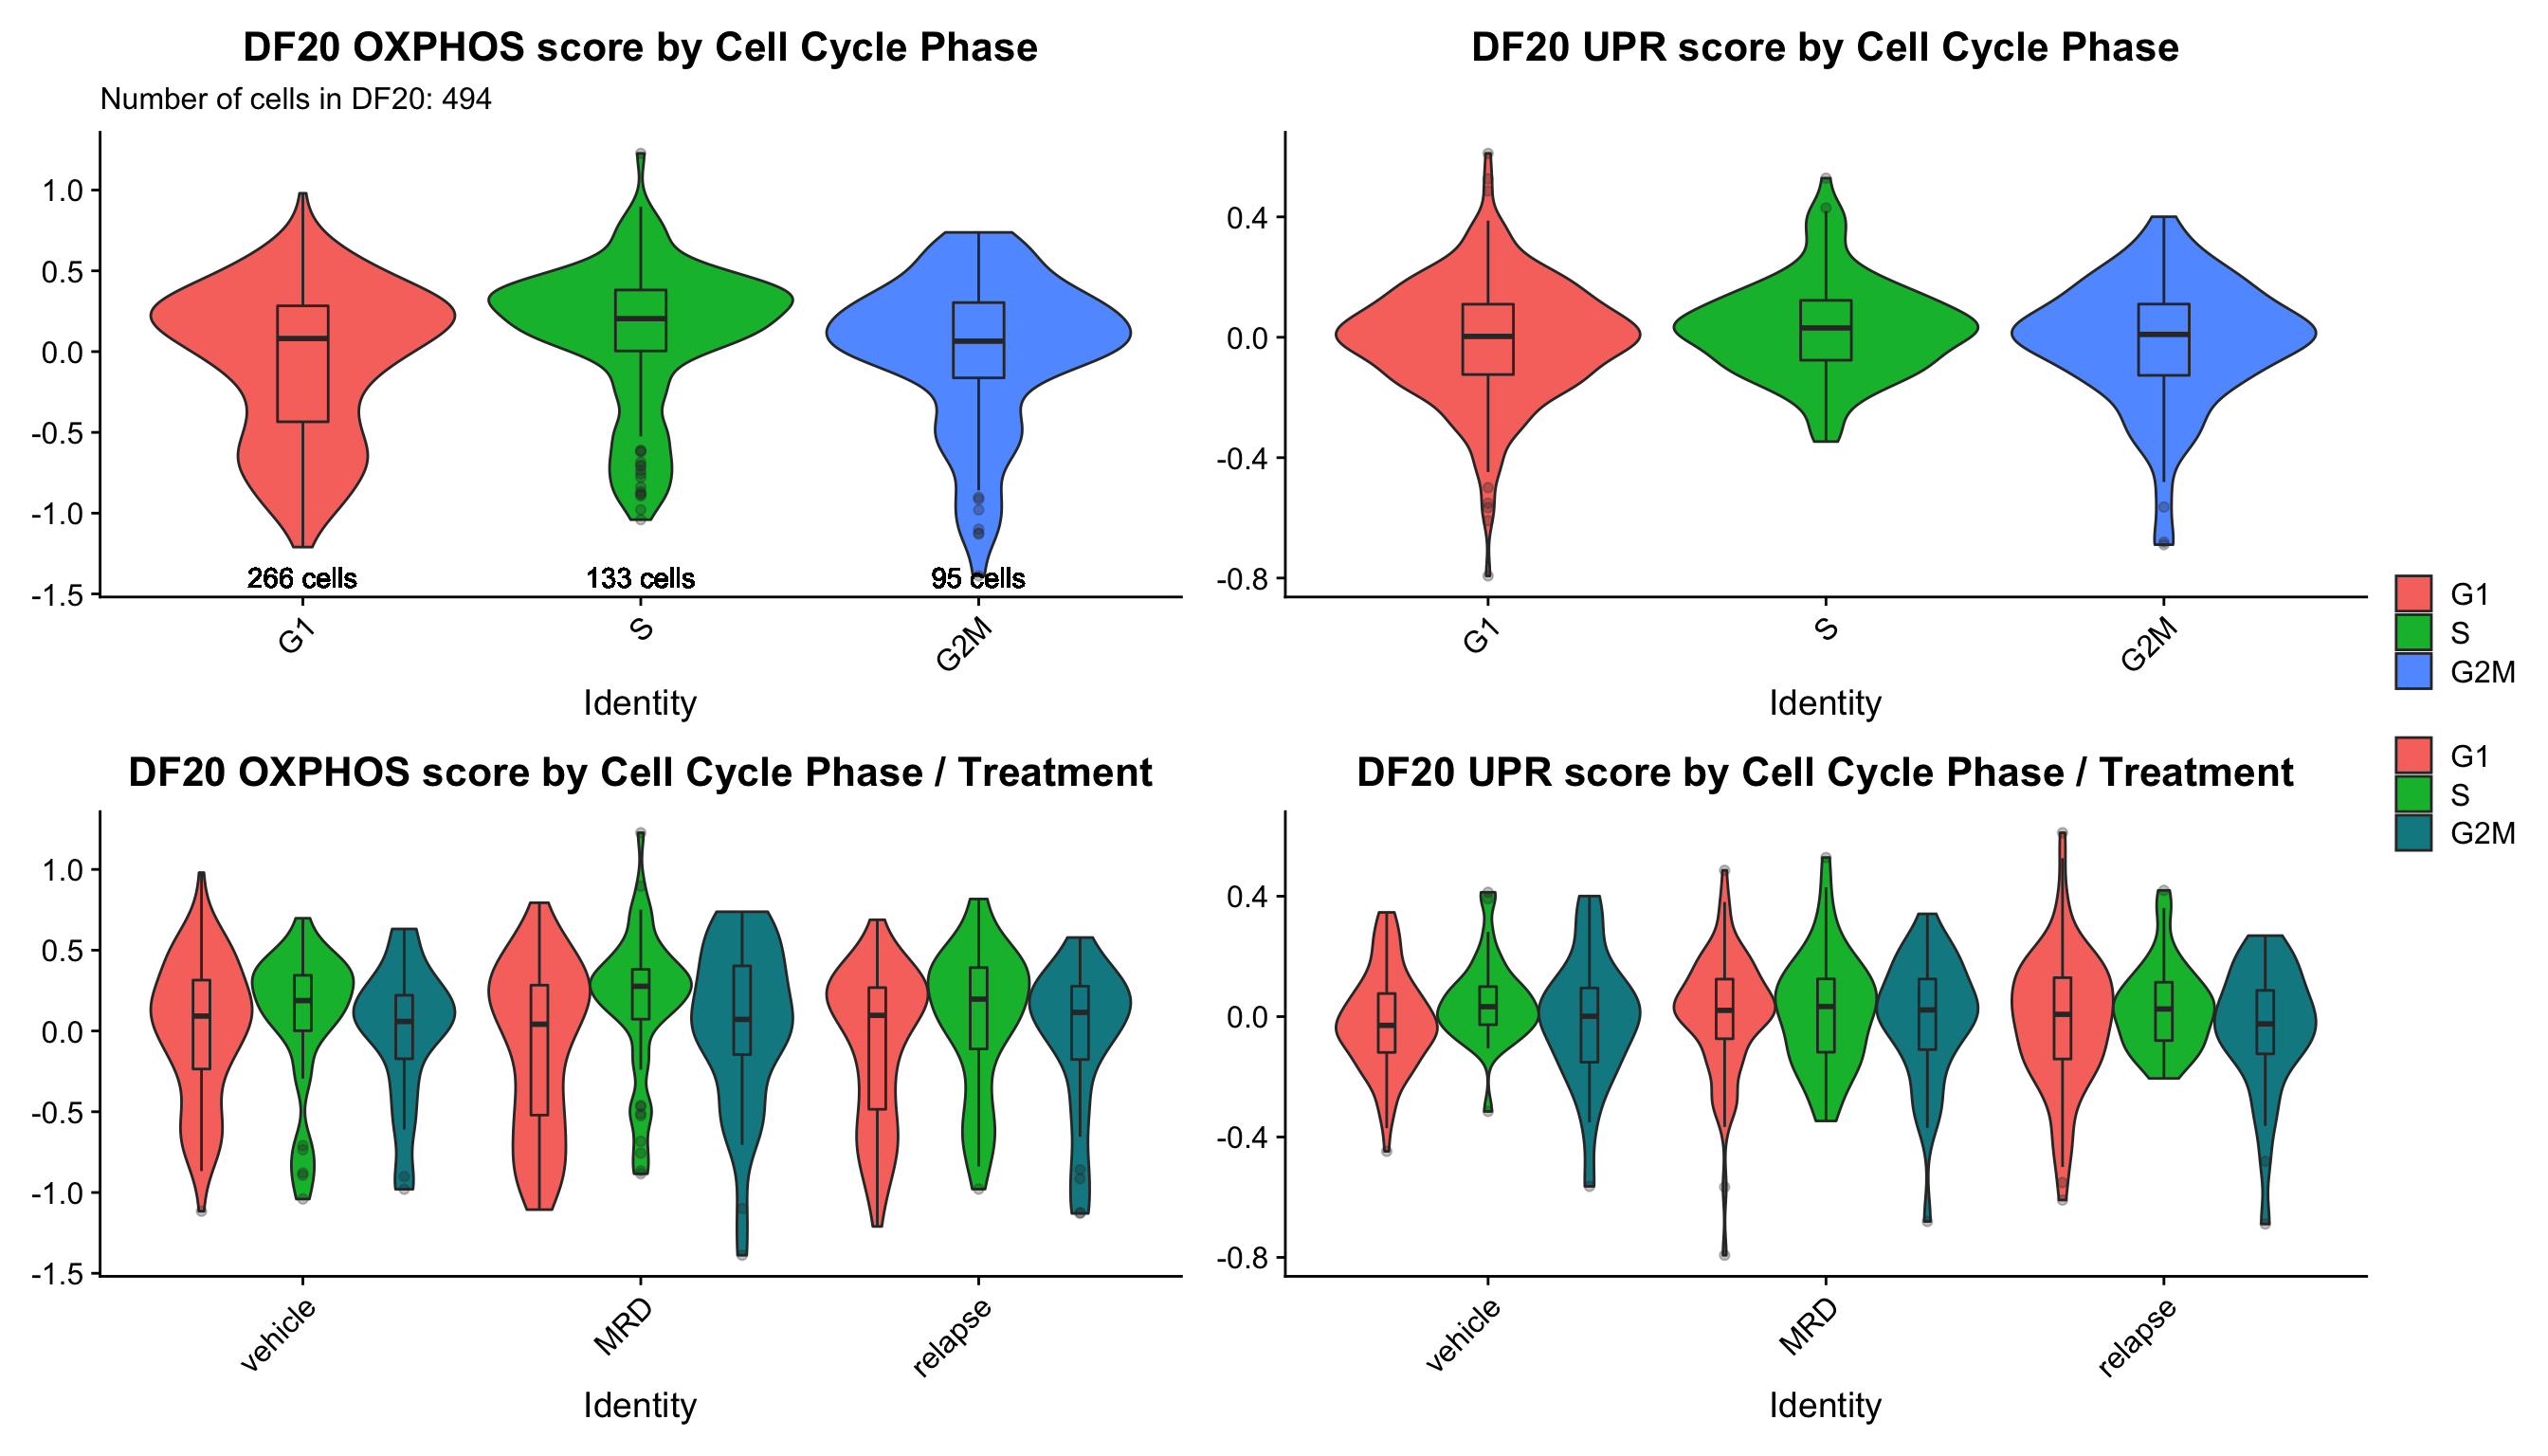 DF20 OXPHOS score by Cell Cycle Phase
Number of cells in DF20: 494
1.0
0.5
0.0
-0.5
-1.0
-1.5
266 cells
133 cells
95 cells
G1
S
G2M
Identity
DF20 UPR score by Cell Cycle Phase
0.4
0.0
-0.4
-0.8
G1
S
G2M
Identity
G1
S
G2M
G1
S
G2M
DF20 OXPHOS score by Cell Cycle Phase / Treatment
1.0
0.5
0.0
-0.5
-1.0
-1.5
vehicle
MRD
relapse
Identity
DF20 UPR score by Cell Cycle Phase / Treatment
0.4
0.0
-0.4
-0.8
vehicle
MRD
relapse
Identity